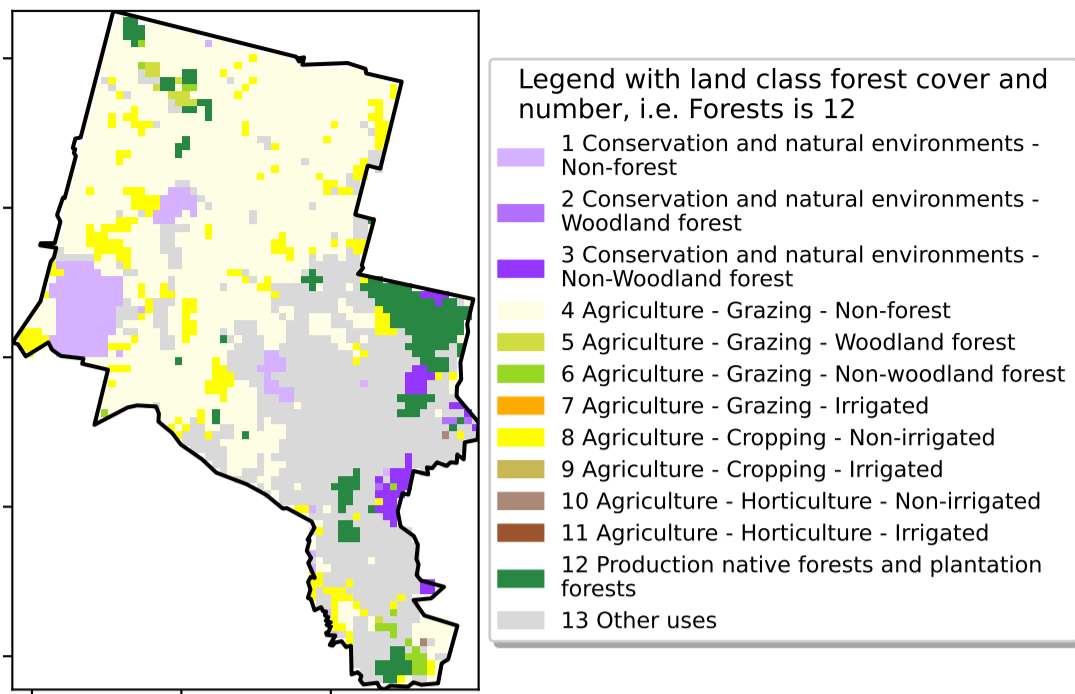 Legend with land class forest cover and
number, i.e. Forests is 12
1 Conservation and natural environments -
Non-forest
2 Conservation and natural environments -
Woodland forest
3 Conservation and natural environments -
Non-Woodland forest
4 Agriculture - Grazing - Non-forest
5 Agriculture - Grazing - Woodland forest
6 Agriculture - Grazing - Non-woodland forest
7 Agriculture - Grazing - Irrigated
8 Agriculture - Cropping - Non-irrigated
9 Agriculture - Cropping - Irrigated
10 Agriculture - Horticulture - Non-irrigated
11 Agriculture - Horticulture - Irrigated
12 Production native forests and plantation
forests
13 Other uses